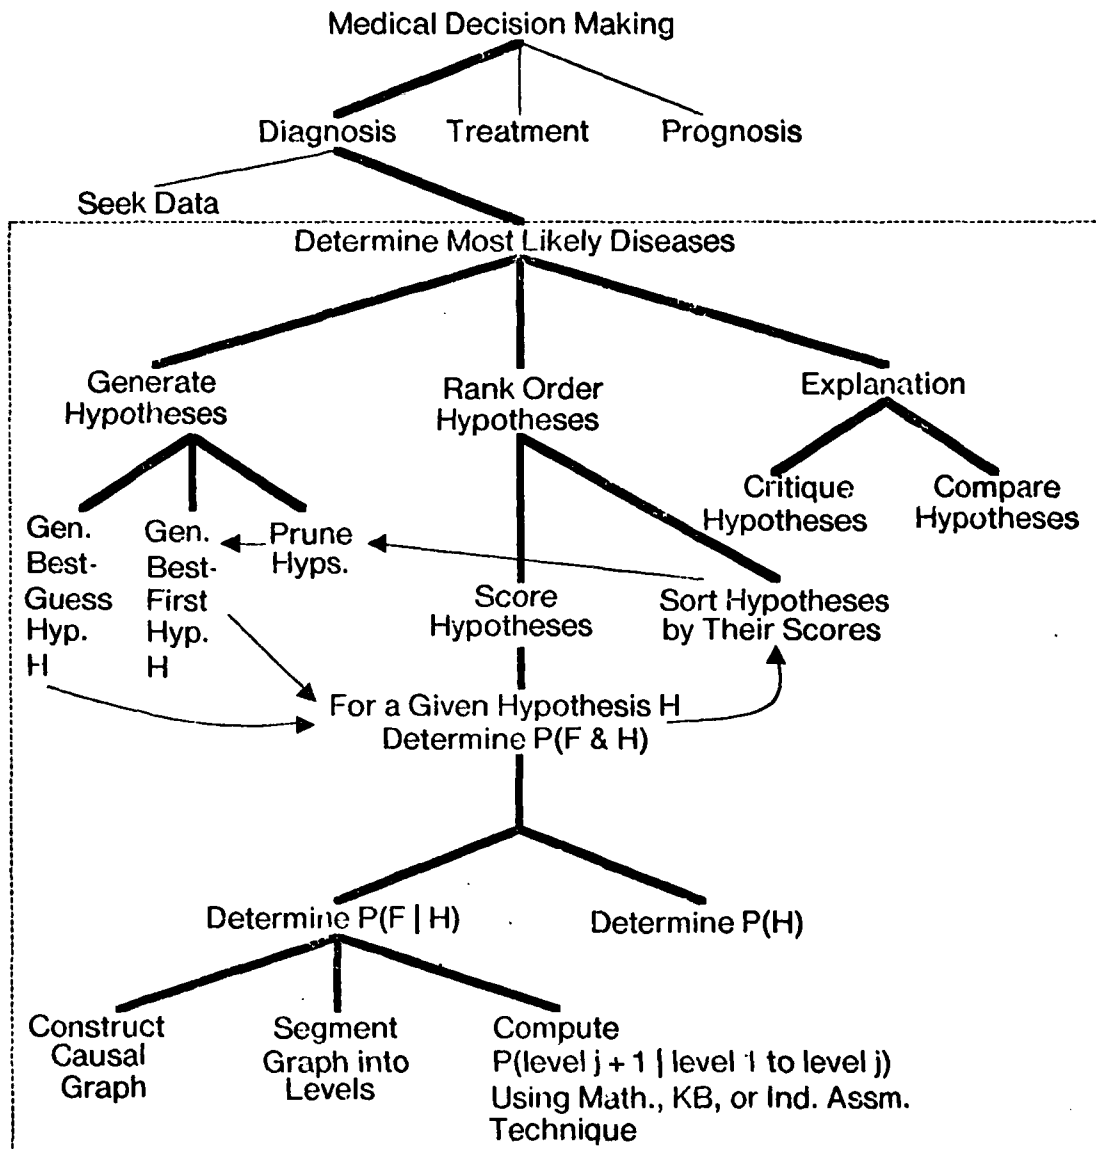 Medical Decision Making
Diagnosis
Treatment
Prognosis
Seek Data
Determine Most Likely Diseases
Generate
Hypotheses
Rank Order
Hypotheses
Explanation
Critique
Hypotheses
Compare
Hypotheses
Gen.
Best-
Guess
Hyp.
H
Gen.
Best-
First
Hyp.
H
Prune
Hyps.
Score
Hypotheses
Sort Hypotheses
by Their Scores
For a Given Hypothesis H
Determine P(F & H)
Determine P(F | H)
Determine P(H)
Construct
Causal
Graph
Segment
Graph into
Levels
Compute
P(level j + 1 | level 1 to level j)
Using Math., KB, or Ind. Assm.
Technique